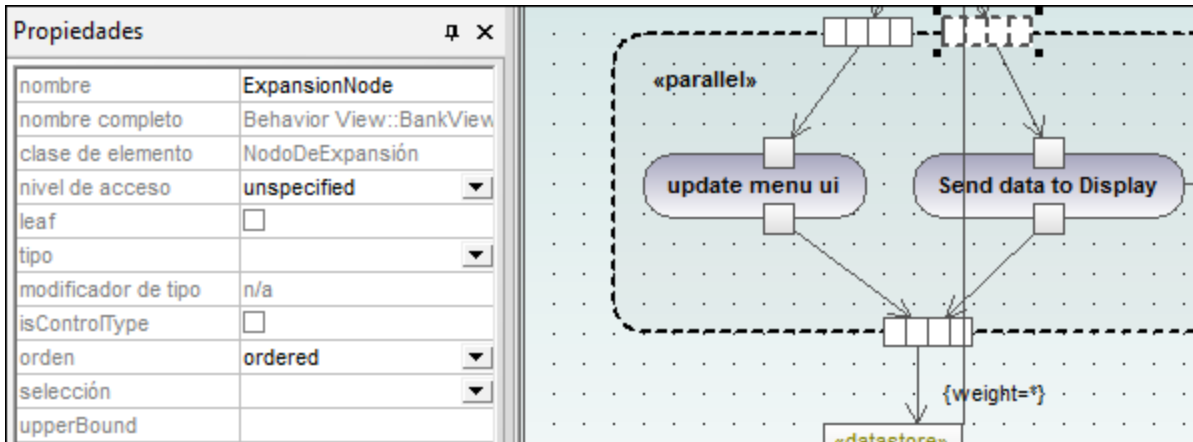 Propiedades
nombre ExpansionNode
nombre completo Behavior View::BankView
clase de elemento NodoDeExpansión
nivel de acceso unspecified
leaf
tipo
modificador de tipo n/a
isControlType
orden ordered
selección
upperBound
«parallel»
update menu ui
Send data to Display
{weight=*}
«datastore»